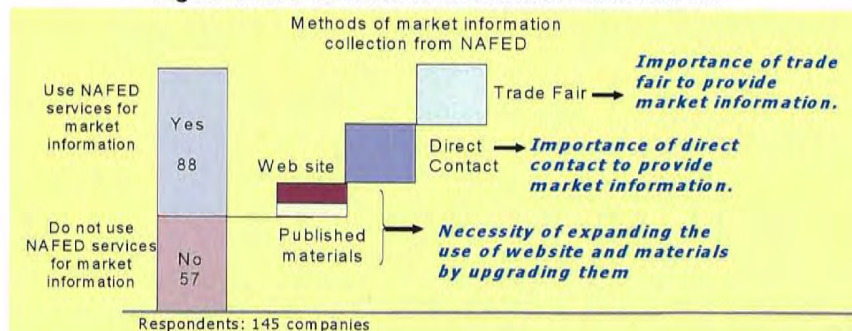 Methods of market information
collection from NAFED
Use NAFED
services for
market
information
Yes
88
Trade Fair
Importance of trade
fair to provide
market information.
Web site
Direct
Contact
Importance of direct
contact to provide
market information.
Do not use
NAFED services
for market
information
No
57
Published
materials
Necessity of expanding the
use of website and materials
by upgrading them
Respondents: 145 companies